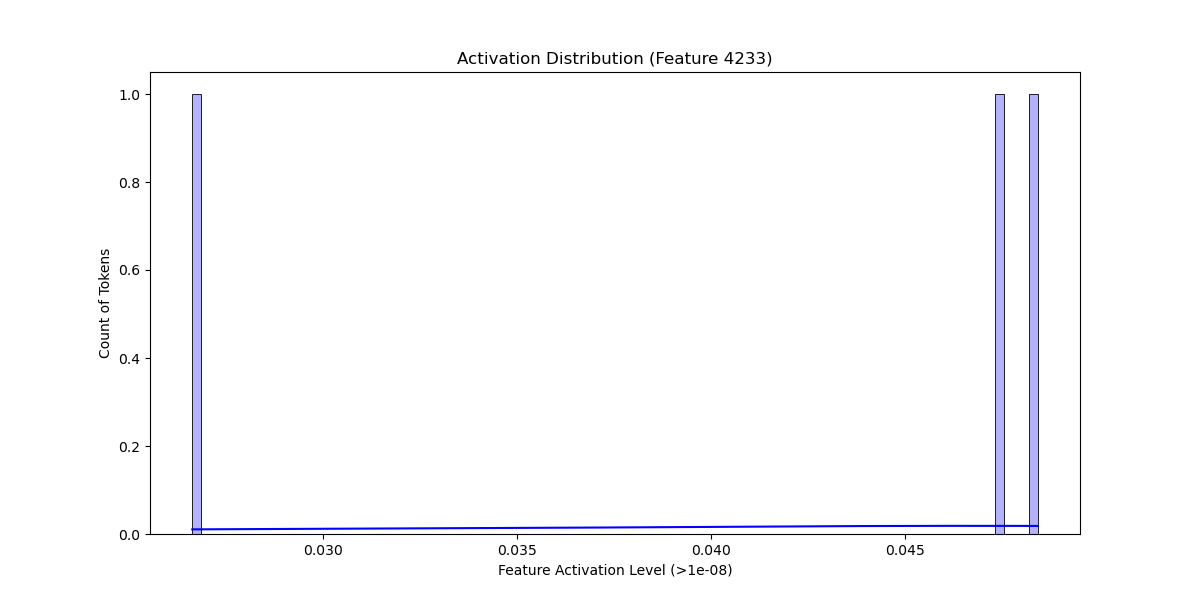 Activation Distribution (Feature 4233)
1.0
0.8
0.6
0.4
0.2
0.0
Count of Tokens
0.030 0.035 0.040 0.045
Feature Activation Level (>1e-08)